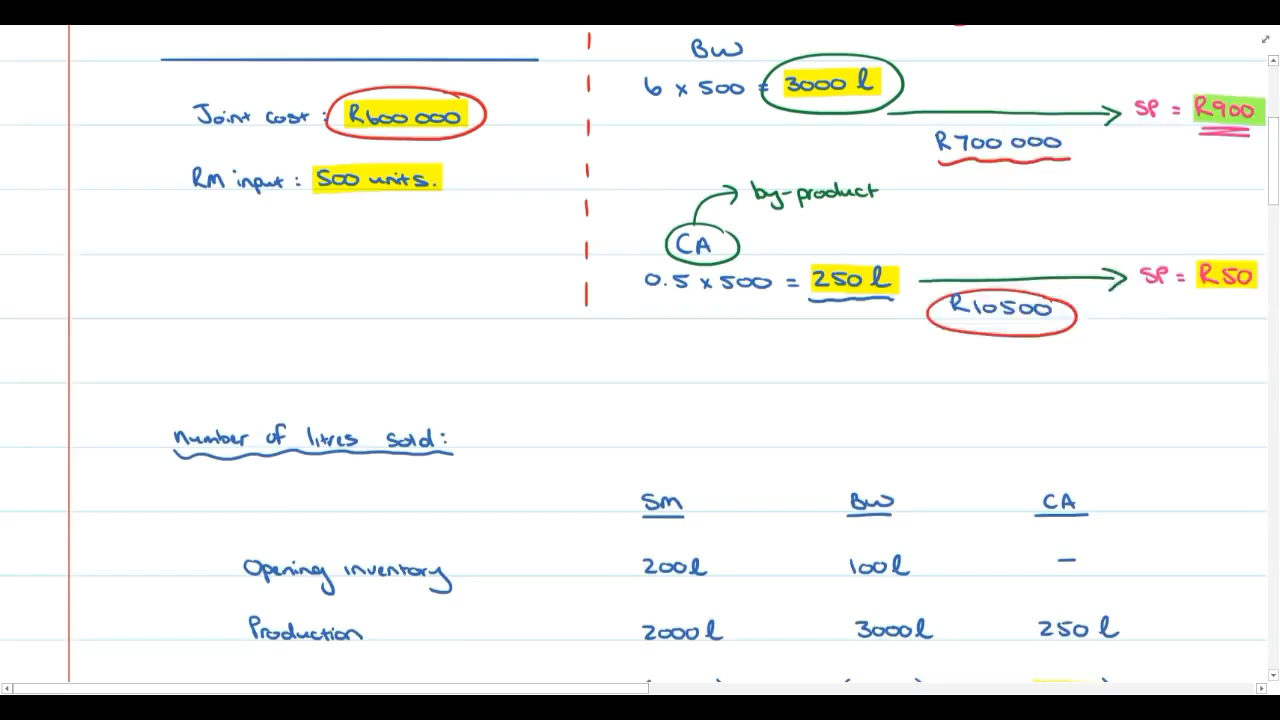 BW
6 x 500 = 3000 l
SP = R900
Joint cost : R600 000
R700 000
RM input : 500 units.
by-product
CA
0.5 x 500 = 250 l
SP = R50
R10 500
Number of litres sold:
SM BW CA
Opening inventory 200l 100l –
Production 2000l 3000l 250 l